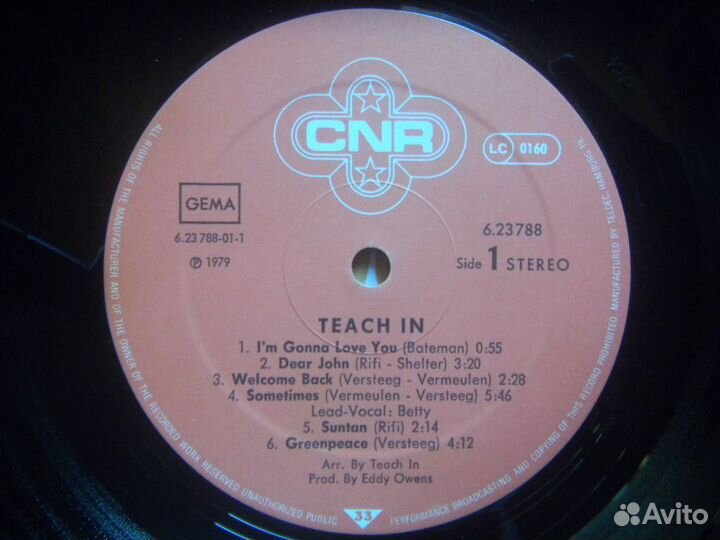 CNR
LC 0160
GEMA
6.23788-01-1
℗ 1979
6.23788
Side 1 STEREO
TEACH IN
1. I'm Gonna Love You (Bateman) 0:55
2. Dear John (Rifi - Shelter) 3:20
3. Welcome Back (Versteeg - Vermeulen) 2:28
4. Sometimes (Vermeulen - Versteeg) 5:46
Lead-Vocal: Betty
5. Suntan (Rifi) 2:14
6. Greenpeace (Versteeg) 4:12
Arr. By Teach In
Prod. By Eddy Owens
ALL RIGHTS OF THE MANUFACTURER AND OF THE OWNER OF THE RECORDED WORK RESERVED UNAUTHORIZED PUBLIC PERFORMANCE BROADCASTING AND COPYING OF THIS RECORD PROHIBITED MANUFACTURED BY TELDEC, HAMBURG 19.
33
Avito